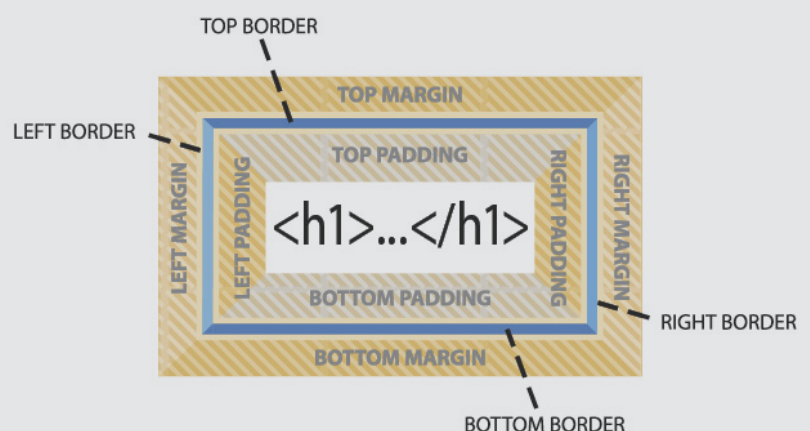 TOP BORDER
TOP MARGIN
LEFT BORDER
TOP PADDING
LEFT MARGIN
LEFT PADDING
<h1>...</h1>
RIGHT PADDING
RIGHT MARGIN
BOTTOM PADDING
RIGHT BORDER
BOTTOM MARGIN
BOTTOM BORDER